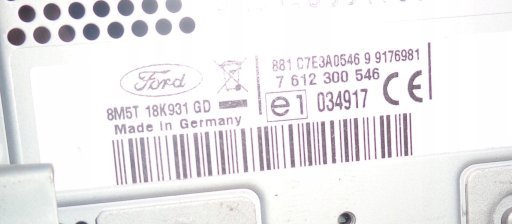 Ford
8M5T 18K931 GD
Made in Germany
881 C7E3A0546 9 9176981
7 612 300 546
e1 034917 CE